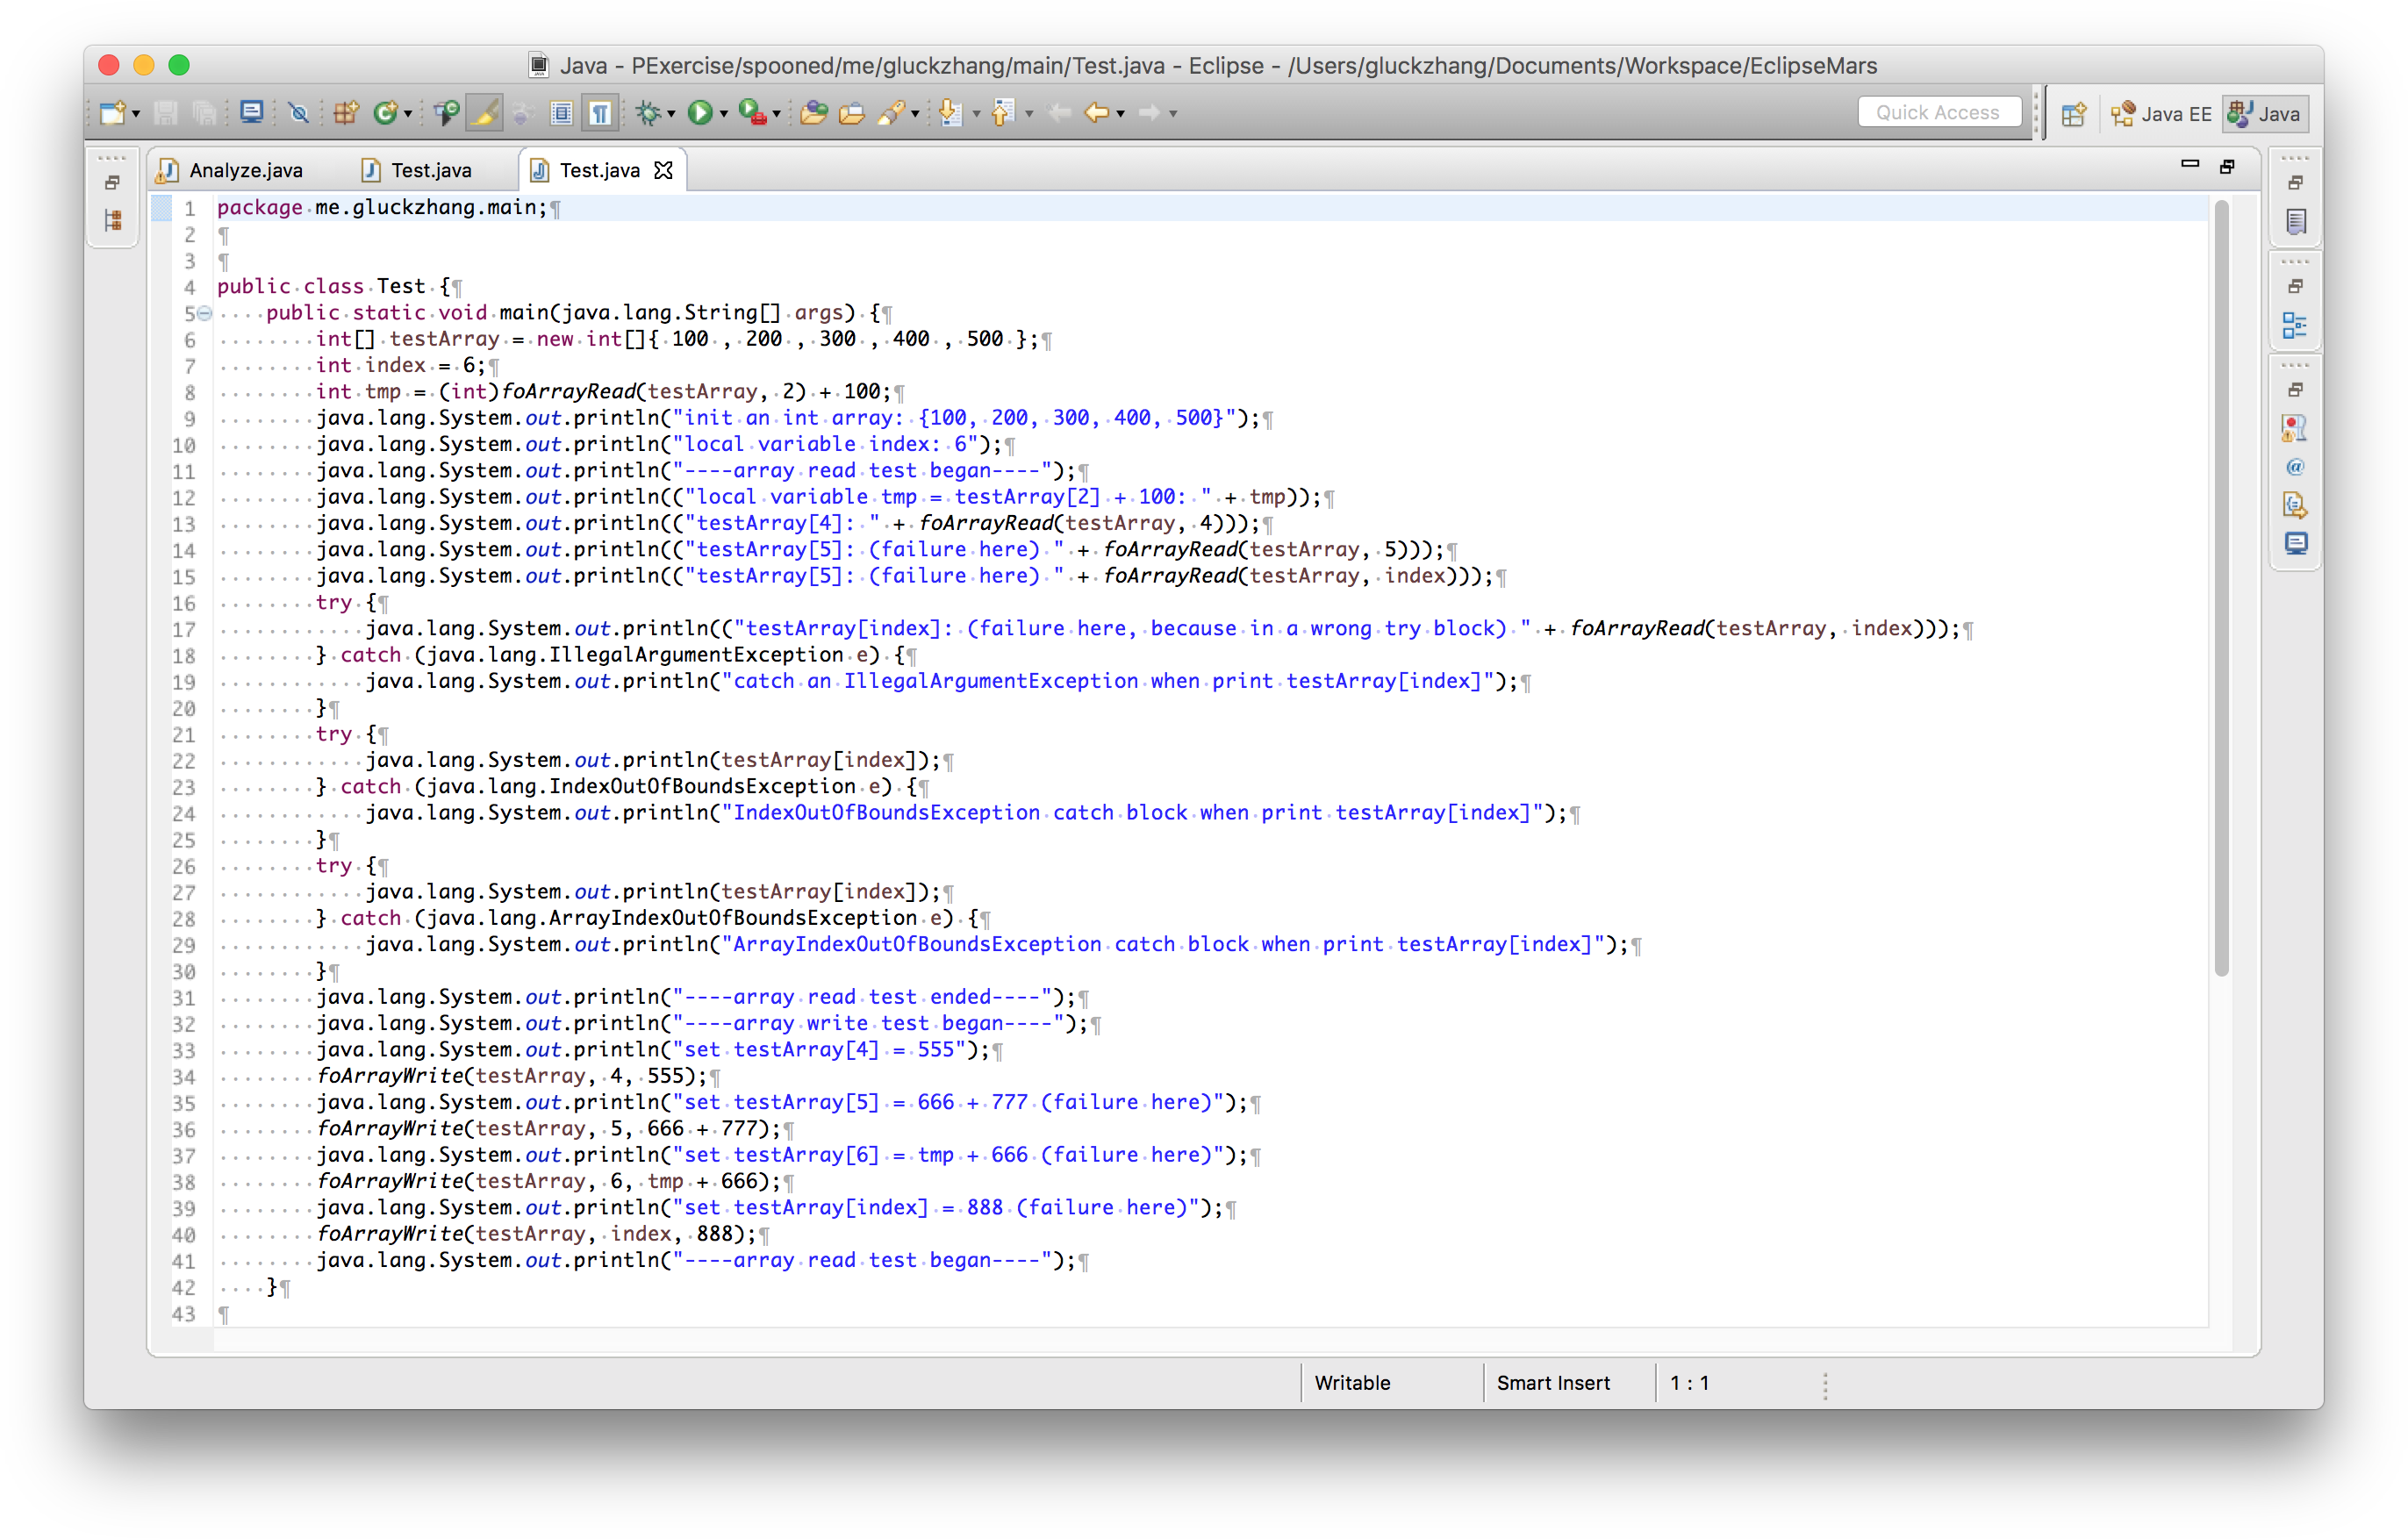 Java - PExercise/spooned/me/gluckzhang/main/Test.java - Eclipse - /Users/gluckzhang/Documents/Workspace/EclipseMars
Quick Access
Java EE
Java
Analyze.java
Test.java
Test.java
1 package me.gluckzhang.main;¶
2 ¶
3 ¶
4 public class Test {¶
5     public static void main(java.lang.String[] args) {¶
6         int[] testArray = new int[]{ 100 , 200 , 300 , 400 , 500 };¶
7         int index = 6;¶
8         int tmp = (int)foArrayRead(testArray, 2) + 100;¶
9         java.lang.System.out.println("init an int array: {100, 200, 300, 400, 500}");¶
10         java.lang.System.out.println("local variable index: 6");¶
11         java.lang.System.out.println("----array read test began----");¶
12         java.lang.System.out.println(("local variable tmp = testArray[2] + 100: " + tmp));¶
13         java.lang.System.out.println(("testArray[4]: " + foArrayRead(testArray, 4)));¶
14         java.lang.System.out.println(("testArray[5]: (failure here) " + foArrayRead(testArray, 5)));¶
15         java.lang.System.out.println(("testArray[5]: (failure here) " + foArrayRead(testArray, index)));¶
16         try {¶
17             java.lang.System.out.println(("testArray[index]: (failure here, because in a wrong try block) " + foArrayRead(testArray, index)));¶
18         } catch (java.lang.IllegalArgumentException e) {¶
19             java.lang.System.out.println("catch an IllegalArgumentException when print testArray[index]");¶
20         }¶
21         try {¶
22             java.lang.System.out.println(testArray[index]);¶
23         } catch (java.lang.IndexOutOfBoundsException e) {¶
24             java.lang.System.out.println("IndexOutOfBoundsException catch block when print testArray[index]");¶
25         }¶
26         try {¶
27             java.lang.System.out.println(testArray[index]);¶
28         } catch (java.lang.ArrayIndexOutOfBoundsException e) {¶
29             java.lang.System.out.println("ArrayIndexOutOfBoundsException catch block when print testArray[index]");¶
30         }¶
31         java.lang.System.out.println("----array read test ended----");¶
32         java.lang.System.out.println("----array write test began----");¶
33         java.lang.System.out.println("set testArray[4] = 555");¶
34         foArrayWrite(testArray, 4, 555);¶
35         java.lang.System.out.println("set testArray[5] = 666 + 777 (failure here)");¶
36         foArrayWrite(testArray, 5, 666 + 777);¶
37         java.lang.System.out.println("set testArray[6] = tmp + 666 (failure here)");¶
38         foArrayWrite(testArray, 6, tmp + 666);¶
39         java.lang.System.out.println("set testArray[index] = 888 (failure here)");¶
40         foArrayWrite(testArray, index, 888);¶
41         java.lang.System.out.println("----array read test began----");¶
42     }¶
43 ¶
Writable
Smart Insert
1 : 1